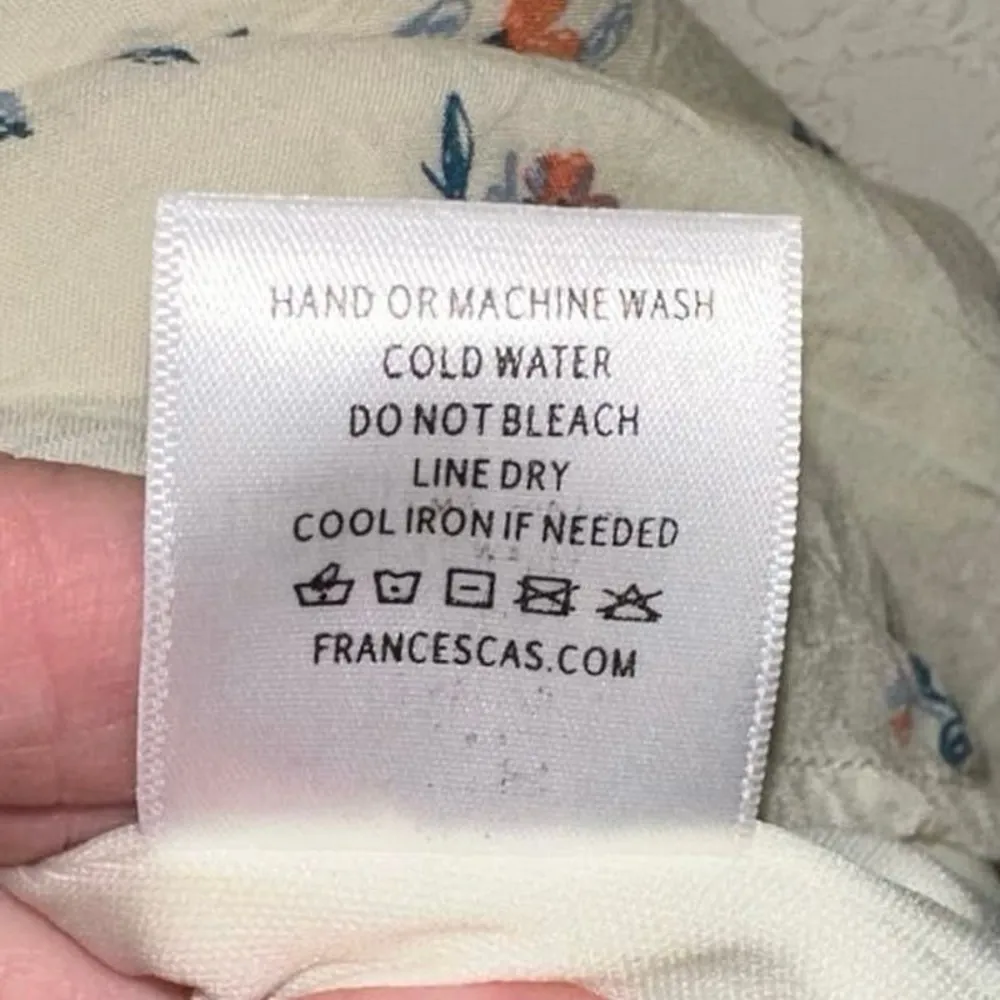 HAND OR MACHINE WASH
COLD WATER
DO NOT BLEACH
LINE DRY
COOL IRON IF NEEDED
FRANCESCAS.COM